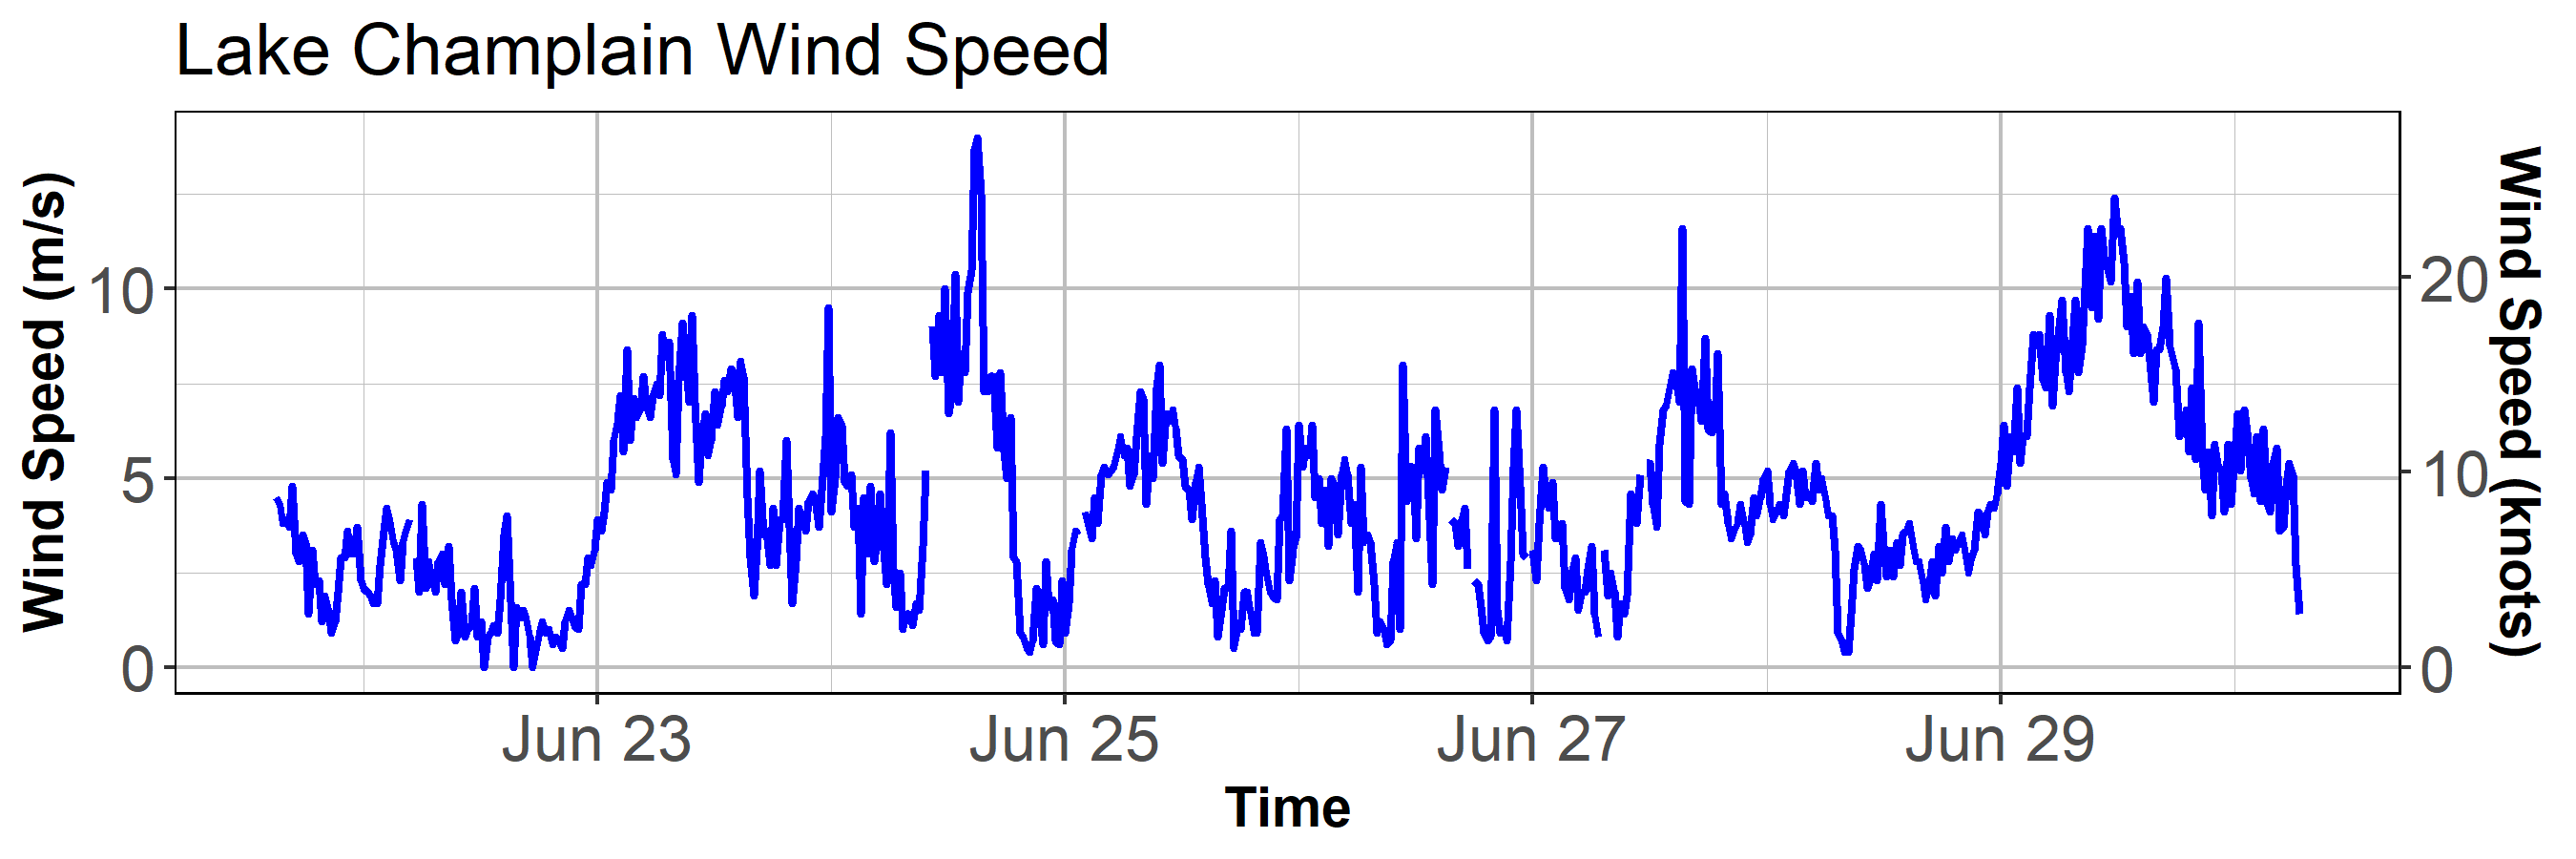 Lake Champlain Wind Speed
Wind Speed (m/s)
10
5
0
20
10
0
Wind Speed (knots)
Jun 23
Jun 25
Jun 27
Jun 29
Time